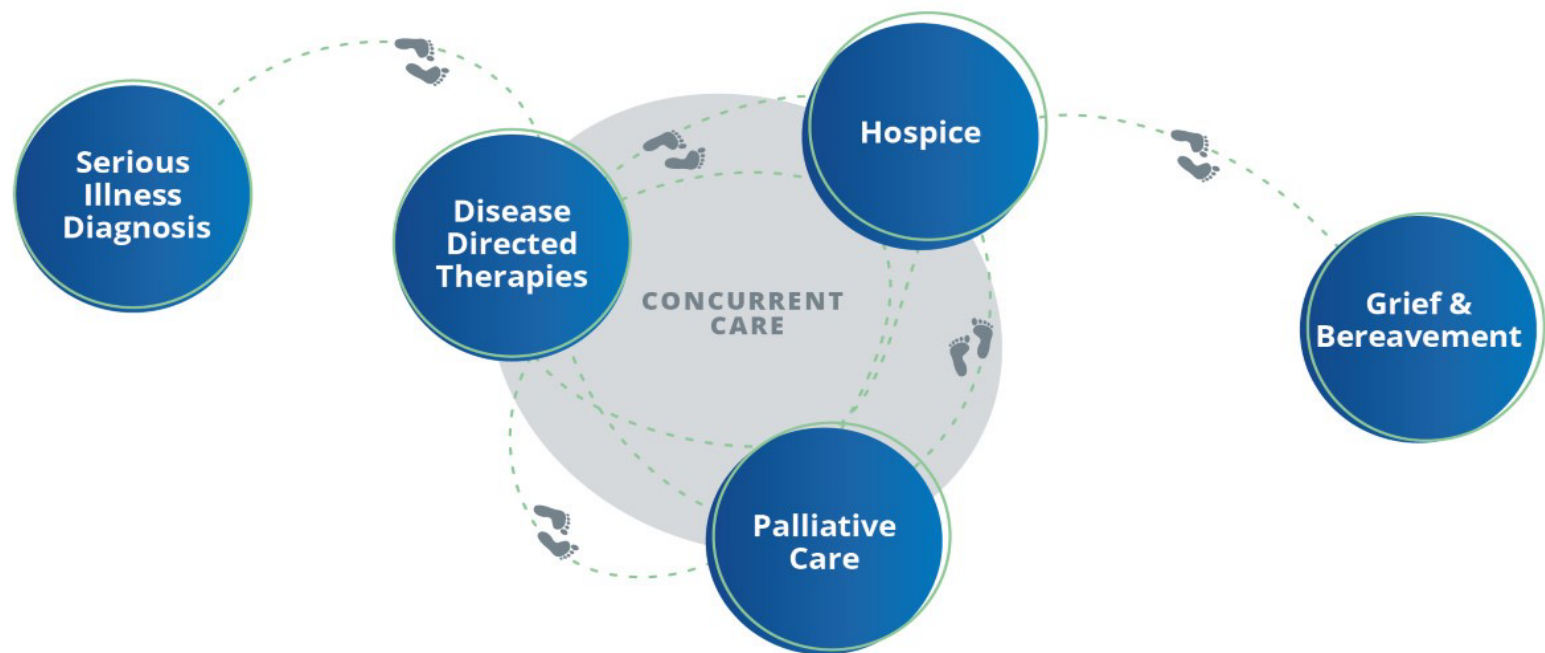 Serious
Illness
Diagnosis
Disease
Directed
Therapies
Hospice
CONCURRENT
CARE
Palliative
Care
Grief &
Bereavement